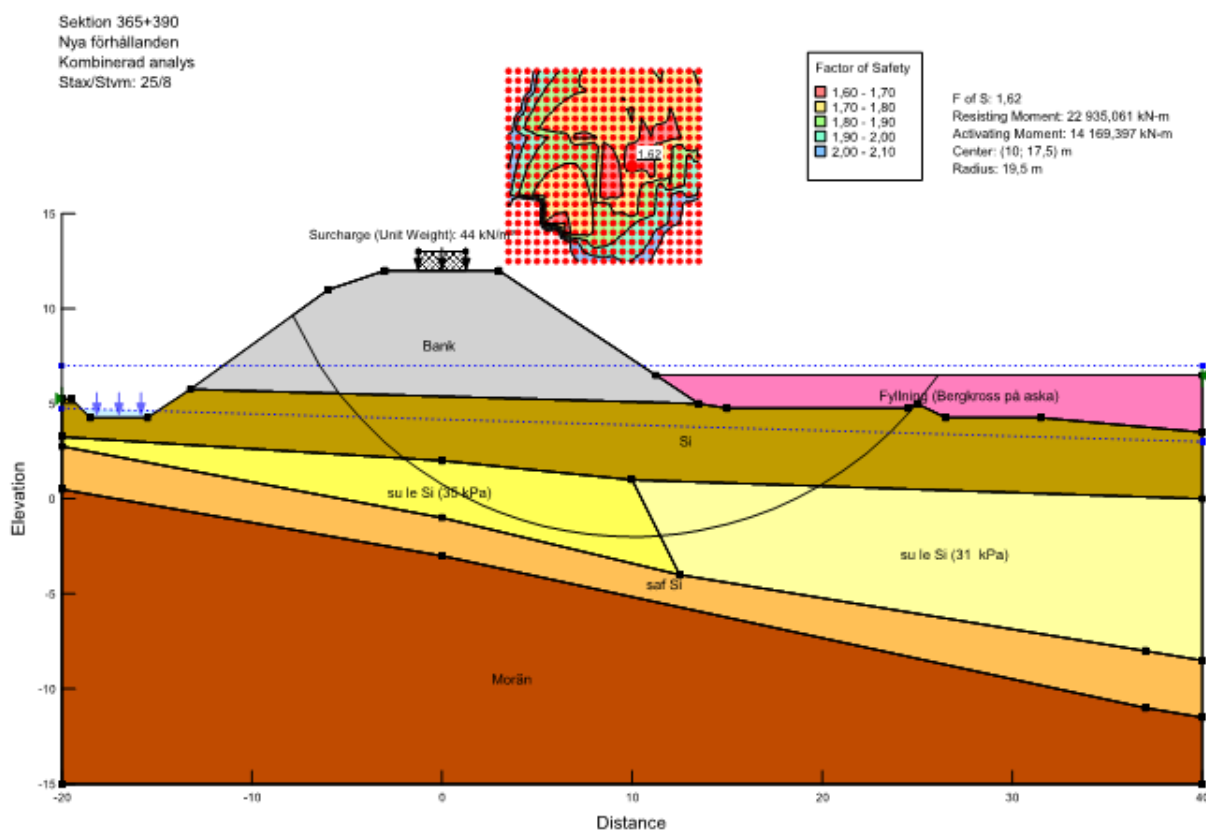 Sektion 365+390
Nya förhållanden
Kombinerad analys
Stax/Stvm: 25/8
Factor of Safety
1,60 - 1,70
1,70 - 1,80
1,80 - 1,90
1,90 - 2,00
2,00 - 2,10
F of S: 1,62
Resisting Moment: 22 935,061 kN-m
Activating Moment: 14 169,397 kN-m
Center: (10; 17,5) m
Radius: 19,5 m
1,62
Surcharge (Unit Weight): 44 kN/m
Bank
Fyllning (Bergkross på aska)
Si
su le Si (35 kPa)
su le Si (31 kPa)
saf Si
Morän
Elevation
15
10
5
0
-5
-10
-15
-20
-10
0
10
20
30
40
Distance